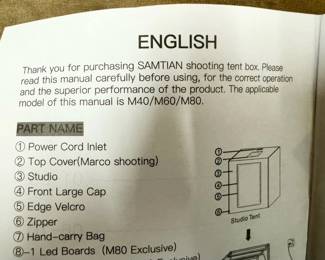 ENGLISH
Thank you for purchasing SAMTIAN shooting tent box. Please
read this manual carefully before using, for the correct operation
and the superior performance of the product. The applicable
model of this manual is M40/M60/M80.
PART NAME
① Power Cord Inlet
② Top Cover(Marco shooting)
③ Studio
④ Front Large Cap
⑤ Edge Velcro
⑥ Zipper
⑦ Hand-carry Bag
⑧-1 Led Boards (M80 Exclusive)
Exclusive)
①
②
③
④
⑤
⑥
Studio Tent